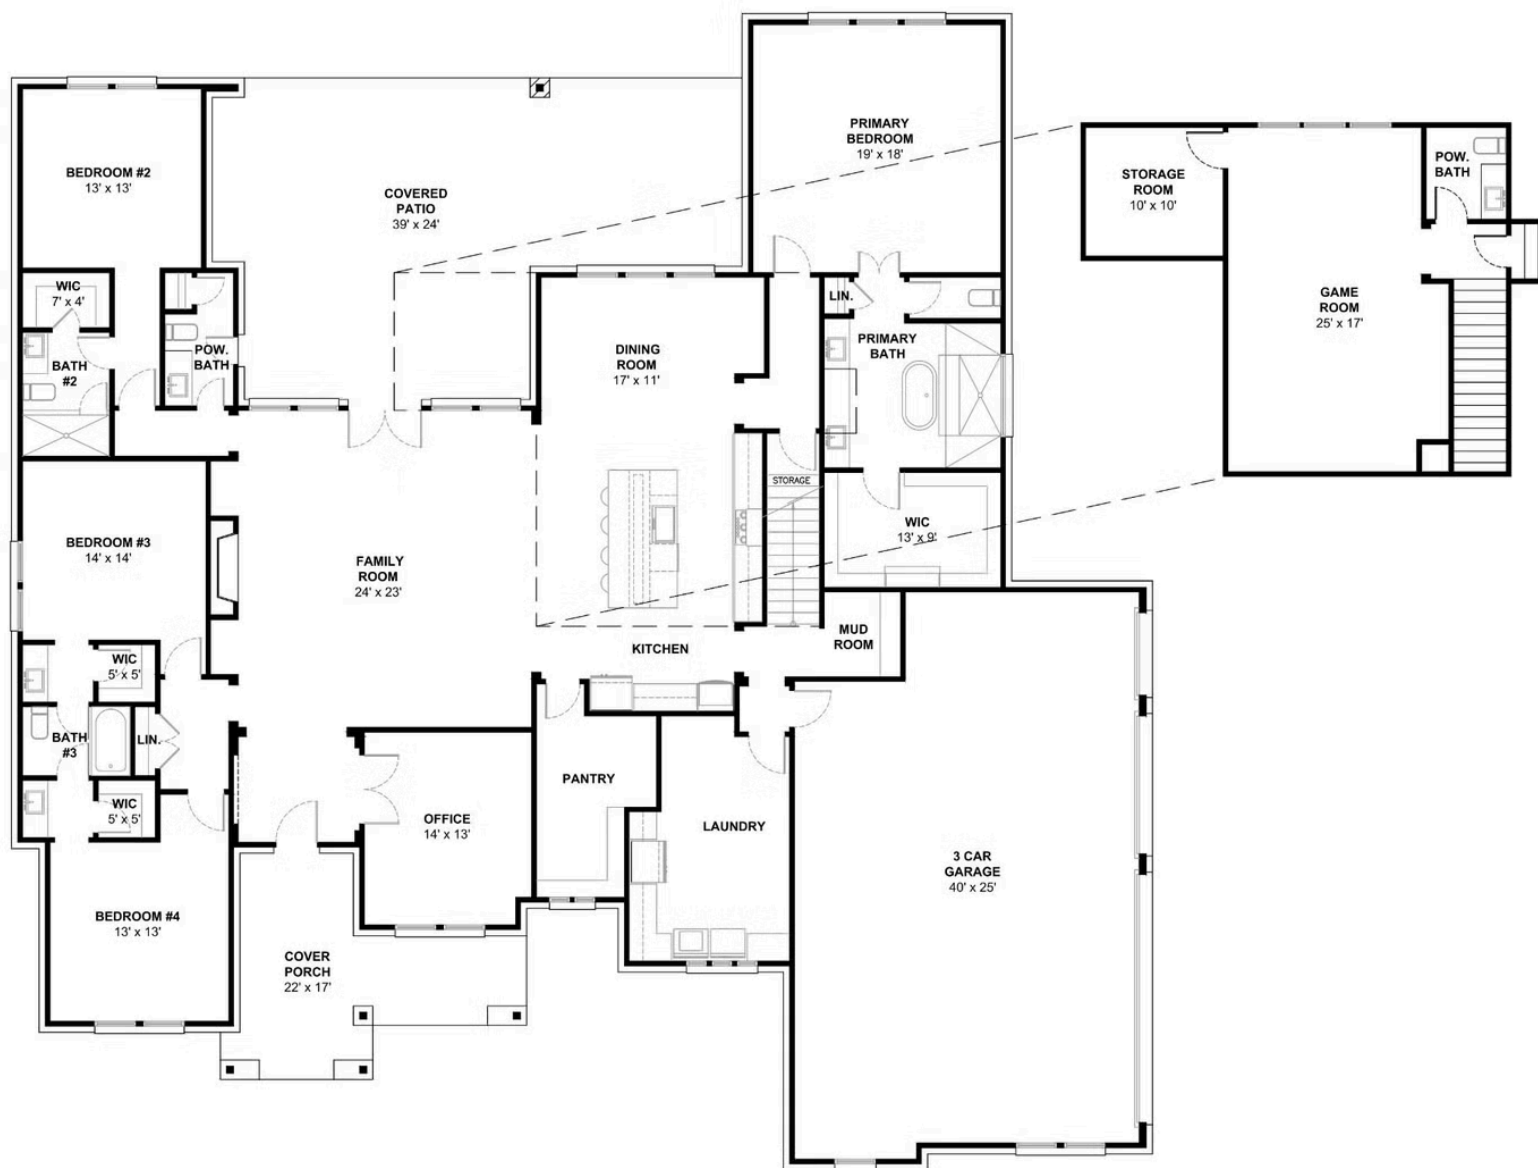 PRIMARY
BEDROOM
19' x 18'
BEDROOM #2
13' x 13'
COVERED
PATIO
39' x 24'
STORAGE
ROOM
10' x 10'
POW.
BATH
GAME
ROOM
25' x 17'
WIC
7' x 4'
BATH
#2
POW.
BATH
DINING
ROOM
17' x 11'
LIN.
PRIMARY
BATH
STORAGE
WIC
13' x 9'
BEDROOM #3
14' x 14'
FAMILY
ROOM
24' x 23'
KITCHEN
MUD
ROOM
WIC
5' x 5'
BATH
#3
LIN.
WIC
5' x 5'
PANTRY
OFFICE
14' x 13'
LAUNDRY
3 CAR
GARAGE
40' x 25'
BEDROOM #4
13' x 13'
COVER
PORCH
22' x 17'